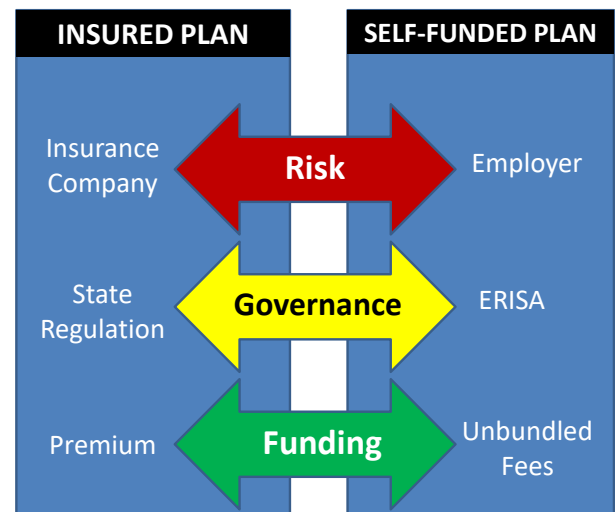 INSURED PLAN
SELF-FUNDED PLAN
Insurance
Company
Risk
Employer
State
Regulation
Governance
ERISA
Premium
Funding
Unbundled
Fees